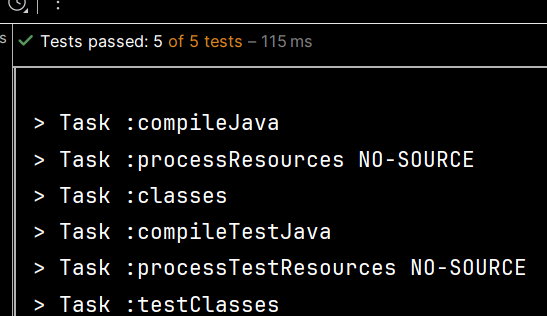 s
Tests passed: 5 of 5 tests – 115 ms
> Task :compileJava
> Task :processResources NO-SOURCE
> Task :classes
> Task :compileTestJava
> Task :processTestResources NO-SOURCE
> Task :testClasses